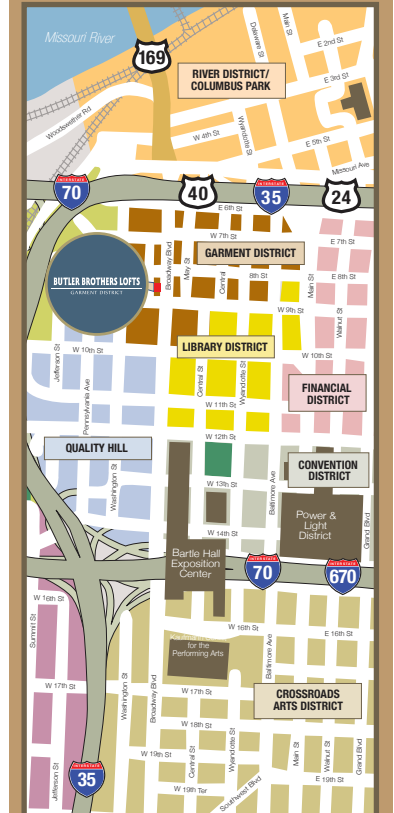 Missouri River
169
Delaware St
Main St
E 2nd St
RIVER DISTRICT/
COLUMBUS PARK
E 3rd St
Woodswether Rd
W 4th St
Wyandotte St
E 5th St
Missouri Ave
INTERSTATE
70
40
INTERSTATE
35
24
E 6th St
W 7th St
E 7th St
Broadway Blvd
May St
GARMENT DISTRICT
Central
8th St
Main St
E 8th St
BUTLER BROTHERS LOFTS
GARMENT DISTRICT
W 9th St
Walnut St
W 10th St
LIBRARY DISTRICT
W 10th St
Jefferson St
Pennsylvania Ave
Central St
Wyandotte St
FINANCIAL
DISTRICT
W 11th St
W 12th St
QUALITY HILL
CONVENTION
DISTRICT
Washington St
W 13th St
Baltimore Ave
Power &
Light
District
Grand Blvd
W 14th St
Bartle Hall
Exposition
Center
INTERSTATE
70
INTERSTATE
670
W 16th St
Summit St
W 16th St
E 16th St
for the
Performing Arts
Baltimore Ave
W 17th St
Washington St
Broadway Blvd
W 17th St
CROSSROADS
ARTS DISTRICT
W 18th St
W 19th St
Central St
Wyandotte St
Main St
Walnut St
Grand Blvd
INTERSTATE
35
Jefferson St
W 19th Ter
Southwest Blvd
E 19th St